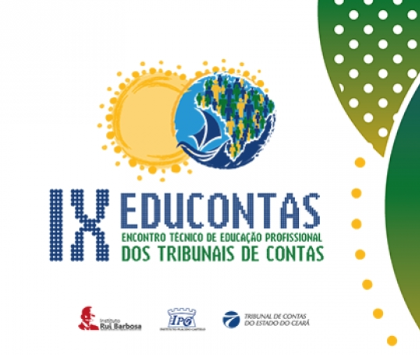 IX EDUCONTAS
ENCONTRO TÉCNICO DE EDUCAÇÃO PROFISSIONAL
DOS TRIBUNAIS DE CONTAS
Instituto
Rui Barbosa
IPC
TRIBUNAL DE CONTAS
DO ESTADO DO CEARÁ